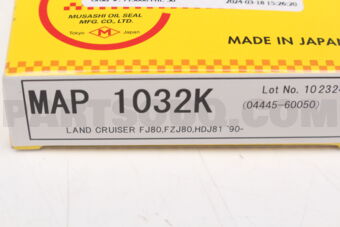 2024-03-18 15:26:20
MUSASHI OIL SEAL
MFG. CO., LTD.
Tokyo M Japan
MADE IN JAPAN
MAP 1032K
Lot No. 10232
(04445-60050)
LAND CRUISER FJ80,FZJ80,HDJ81 '90-